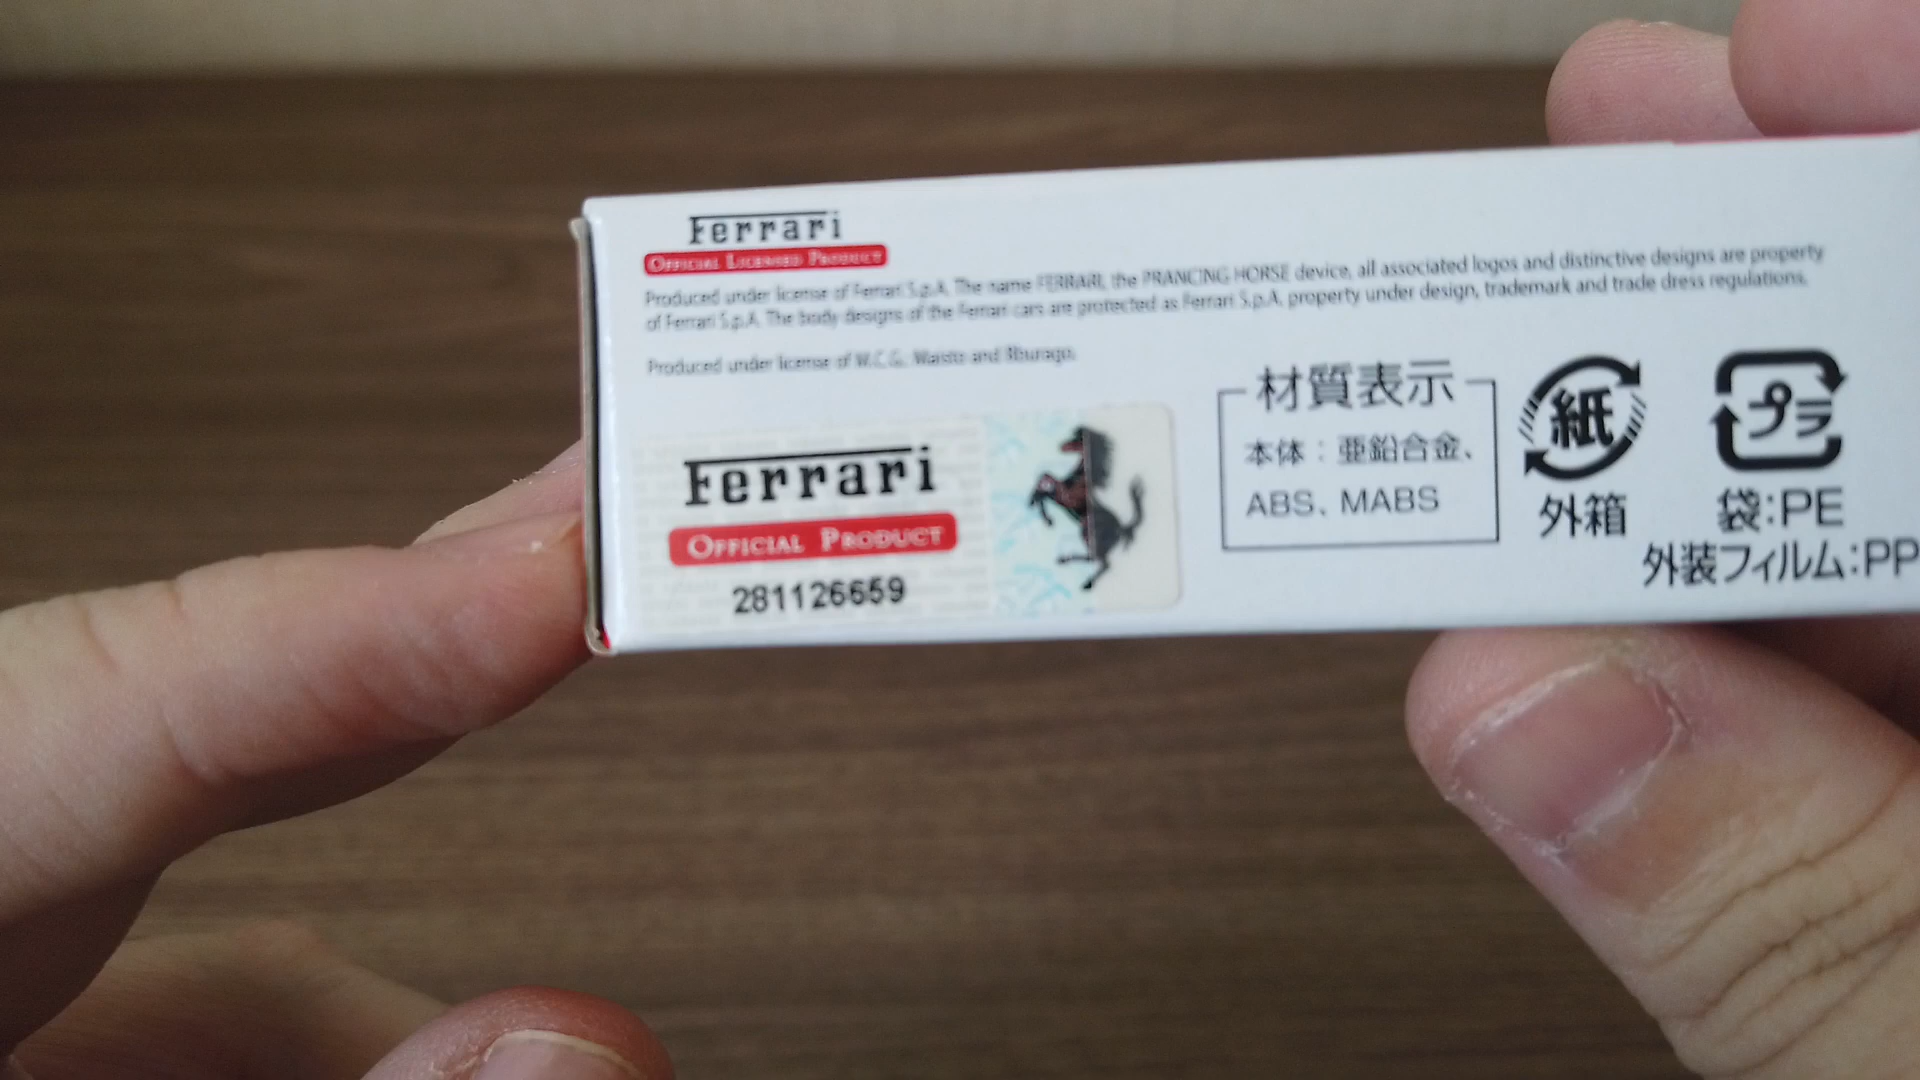 Ferrari
OFFICIAL LICENSED PRODUCT
Produced under license of Ferrari S.p.A. The name FERRARI, the PRANCING HORSE device, all associated logos and distinctive designs are property
of Ferrari S.p.A. The body designs of the Ferrari cars are protected as Ferrari S.p.A. property under design, trademark and trade dress regulations.
Produced under license of M.C.G. Maisto and Bburago.
Ferrari
OFFICIAL PRODUCT
281126659
材質表示
本体：亜鉛合金、
ABS、MABS
紙
外箱
プラ
袋:PE
外装フィルム:PP